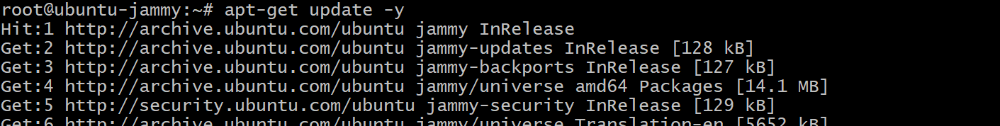 root@ubuntu-jammy:~# apt-get update -y
Hit:1 http://archive.ubuntu.com/ubuntu jammy InRelease
Get:2 http://archive.ubuntu.com/ubuntu jammy-updates InRelease [128 kB]
Get:3 http://archive.ubuntu.com/ubuntu jammy-backports InRelease [127 kB]
Get:4 http://archive.ubuntu.com/ubuntu jammy/universe amd64 Packages [14.1 MB]
Get:5 http://security.ubuntu.com/ubuntu jammy-security InRelease [129 kB]
Get:6 http://archive.ubuntu.com/ubuntu jammy/universe Translation-en [5652 kB]